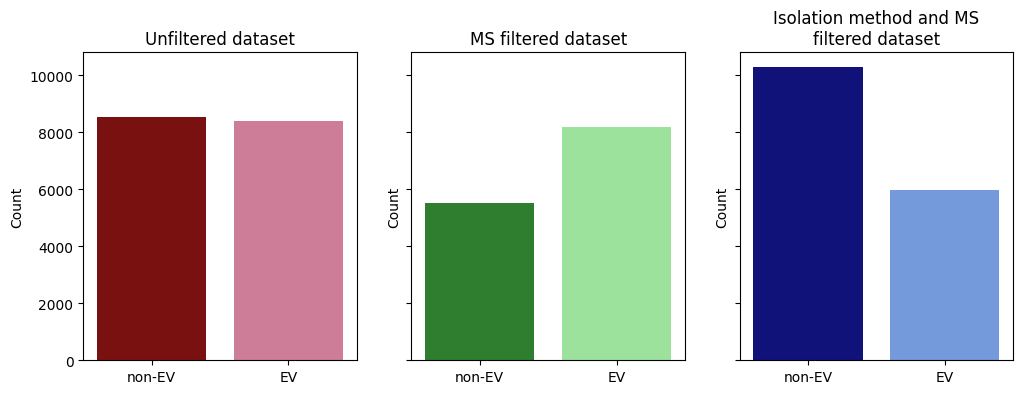 Unfiltered dataset
Count
10000
8000
6000
4000
2000
0
non-EV EV
MS filtered dataset
Count
non-EV EV
Isolation method and MS
filtered dataset
Count
non-EV EV